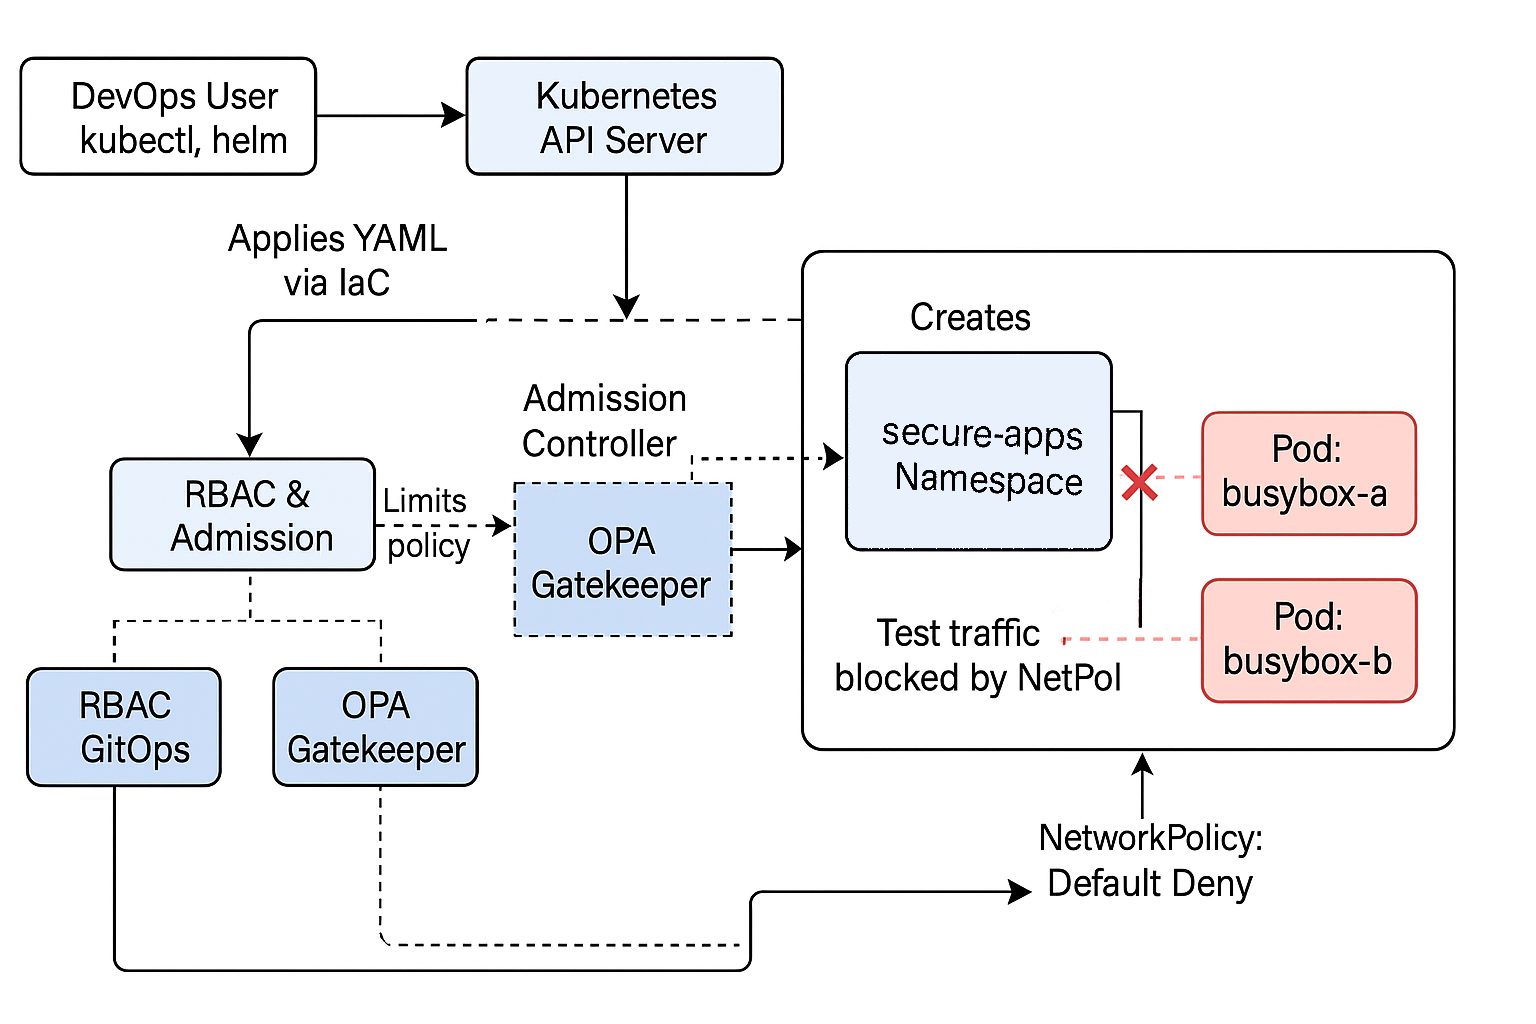 DevOps User
kubectl, helm
Kubernetes
API Server
Applies YAML
via IaC
Creates
Admission
Controller
secure-apps
Namespace
Pod:
busybox-a
RBAC &
Admission
Limits
policy
OPA
Gatekeeper
Pod:
busybox-b
Test traffic
blocked by NetPol
RBAC
GitOps
OPA
Gatekeeper
NetworkPolicy:
Default Deny